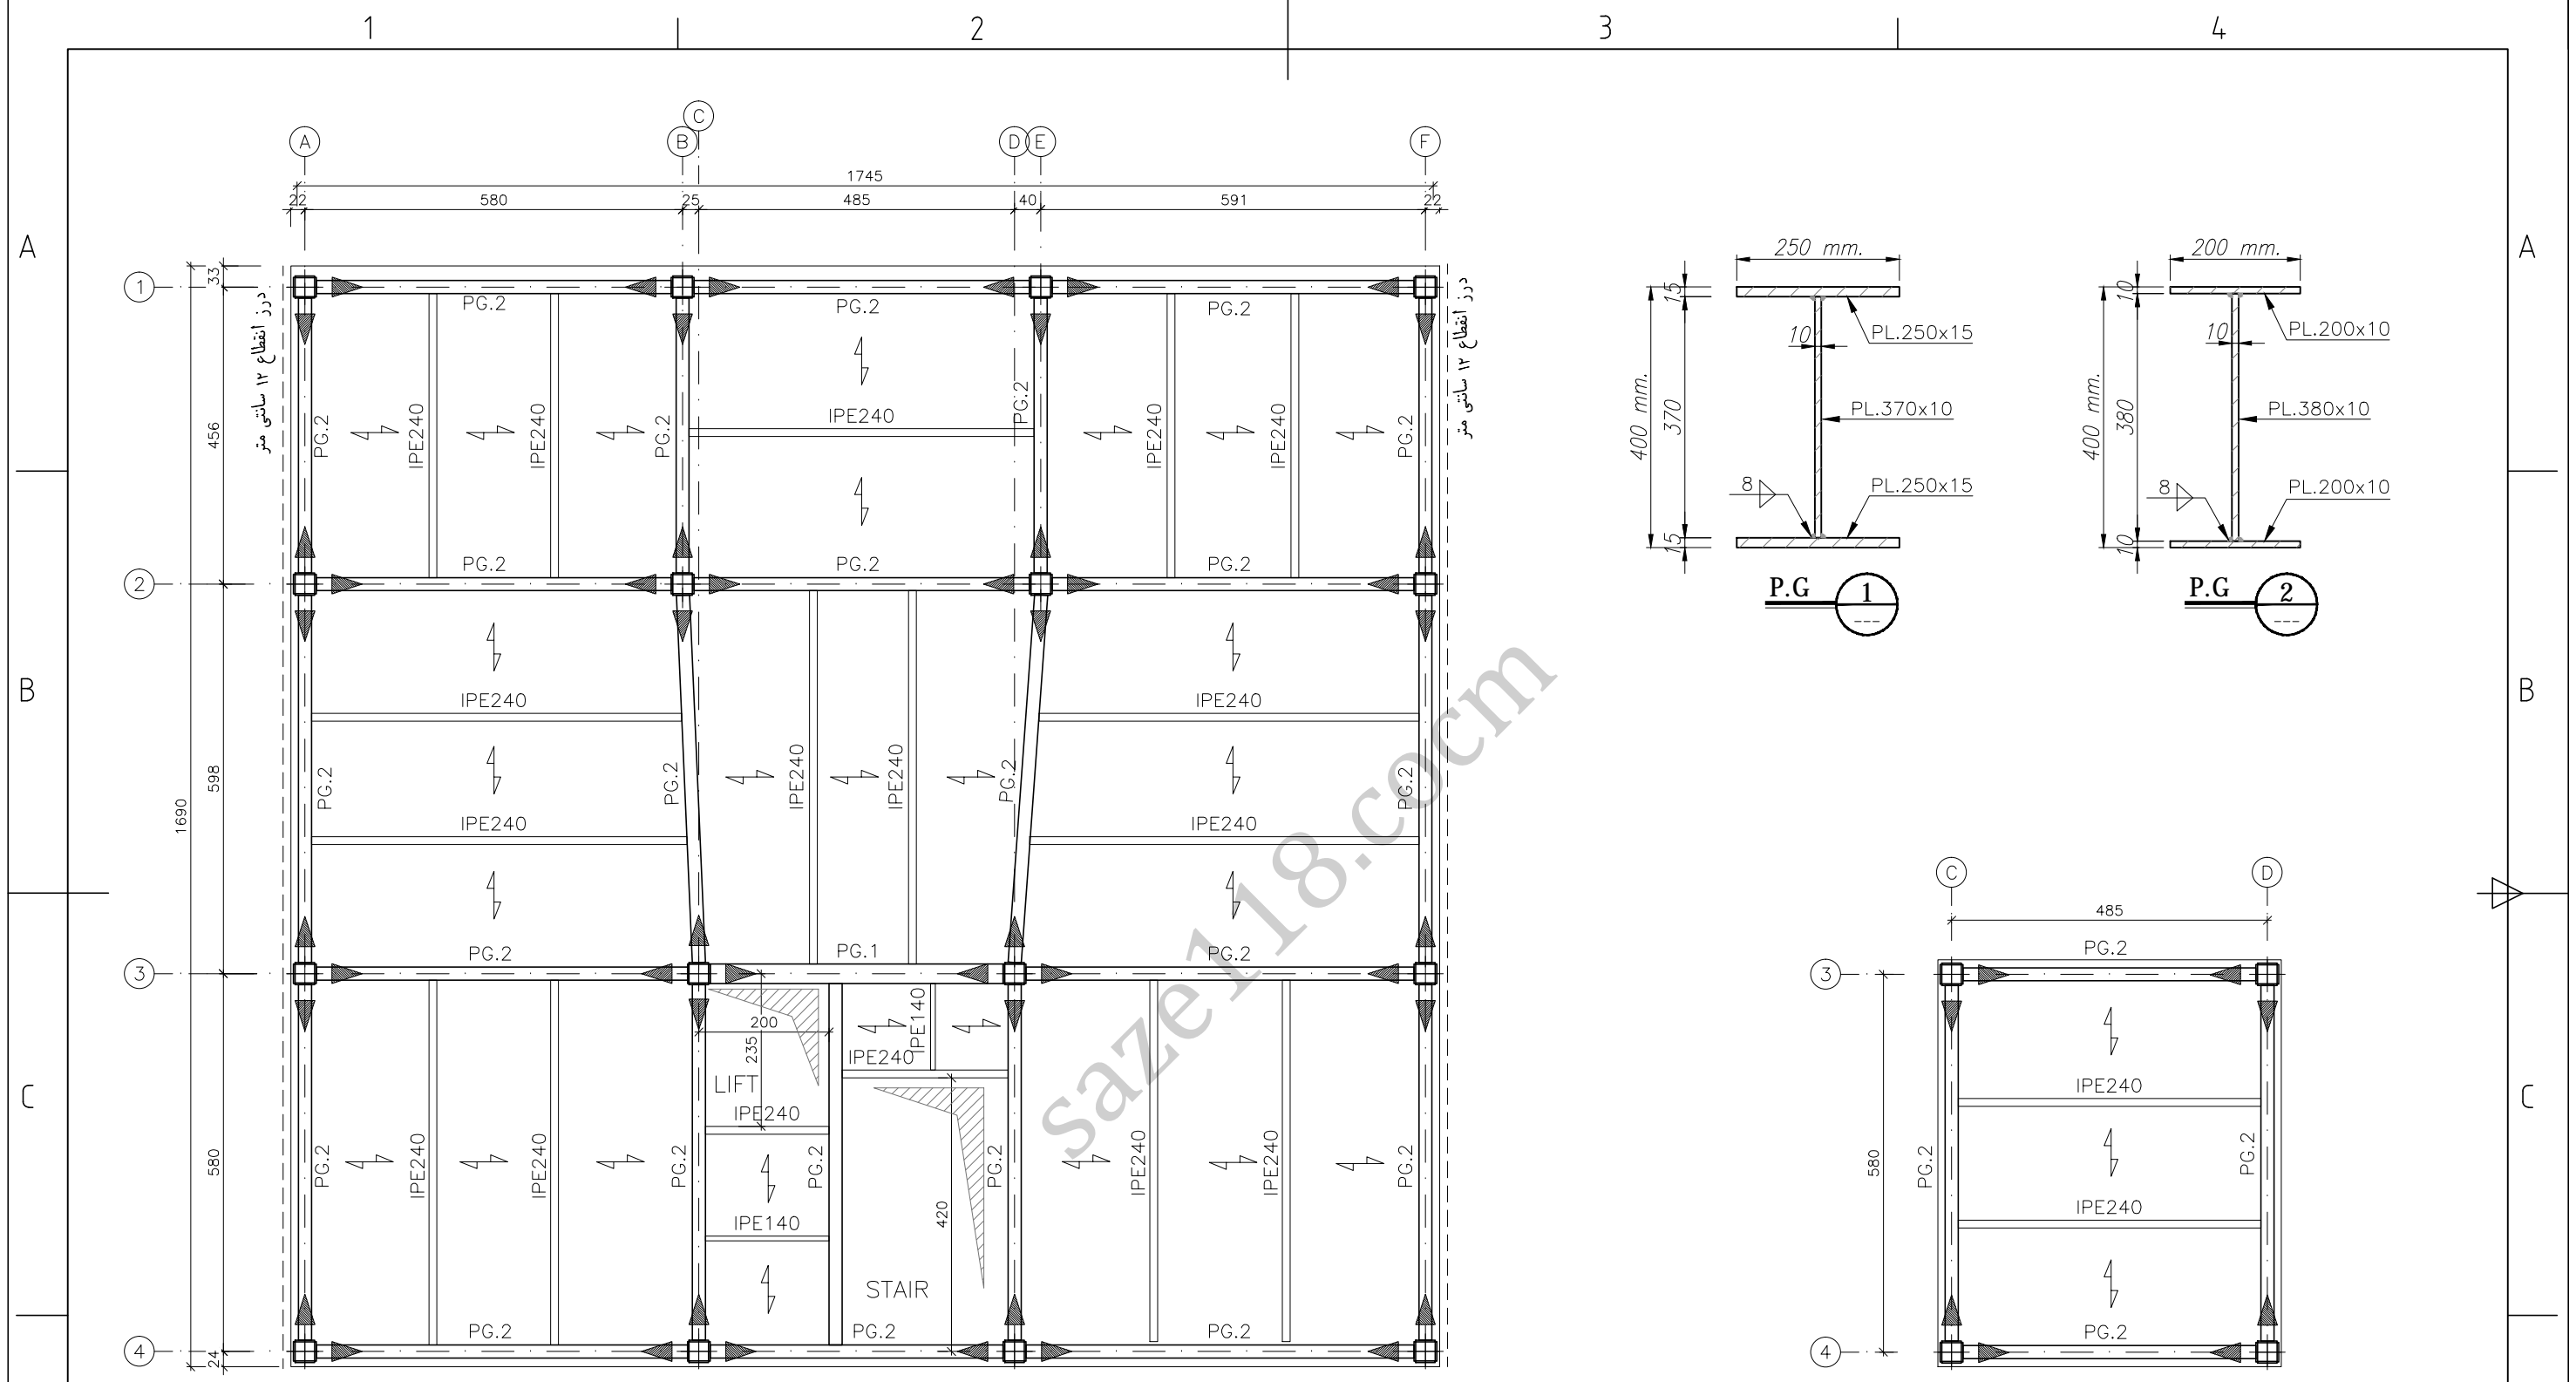 1 2 3 4
A B C
A B C
A B C D E F
1745
22 580 25 485 40 591 22
1 2 3 4
33 456 598 580 24
1690
درز انقطاع ۱۲ سانتی متر
درز انقطاع ۱۲ سانتی متر
PG.2 PG.2 PG.2
PG.2 IPE240 IPE240 PG.2 IPE240 PG.2 IPE240 IPE240 PG.2
PG.2 PG.2 PG.2
IPE240 IPE240
PG.2 PG.2 IPE240 IPE240 PG.2 PG.2
IPE240 IPE240
PG.2 PG.1 PG.2
200
235
IPE140
IPE240
LIFT
IPE240
PG.2 IPE240 IPE240 PG.2 PG.2 PG.2 IPE240 IPE240 PG.2
420
IPE140
STAIR
PG.2 PG.2 PG.2
250 mm.
15
10
PL.250x15
400 mm.
370
PL.370x10
8
PL.250x15
15
P.G 1
---
200 mm.
10
10
PL.200x10
400 mm.
380
PL.380x10
8
PL.200x10
10
P.G 2
---
C D
485
PG.2
3
IPE240
580
PG.2 PG.2
IPE240
PG.2
4
saze118.cocm